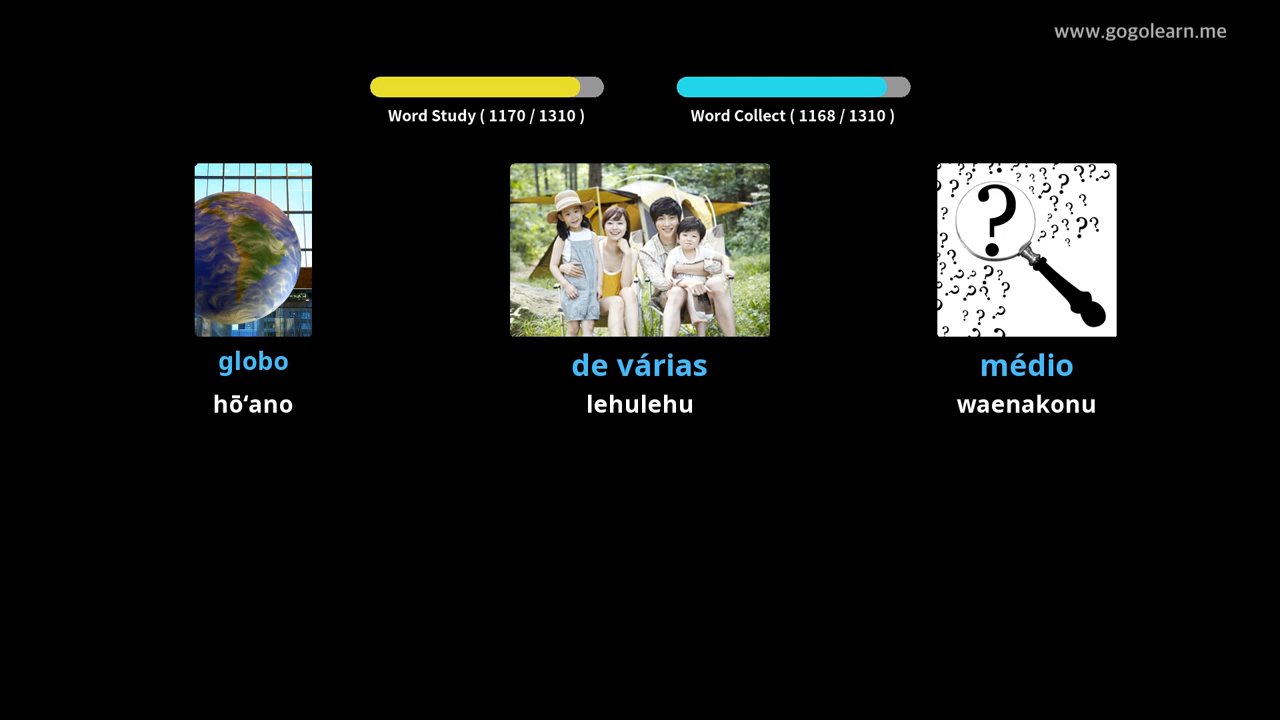 www.gogolearn.me
Word Study ( 1170 / 1310 )
Word Collect ( 1168 / 1310 )
globo
de várias
médio
hōʻano
lehulehu
waenakonu